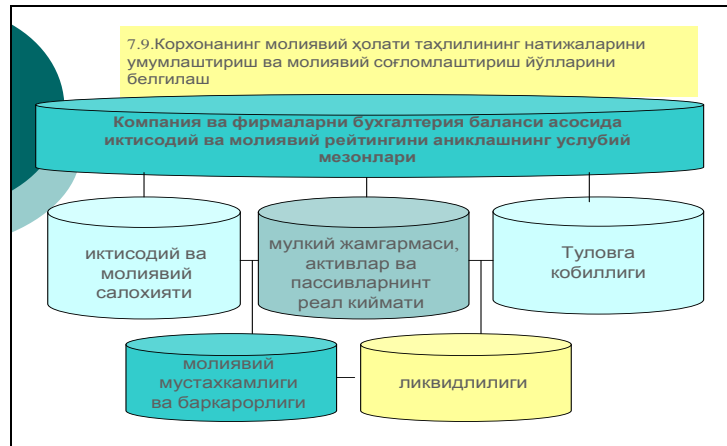 7.9.Корхонанинг молиявий ҳолати таҳлилининг натижаларини
умумлаштириш ва молиявий соғломлаштириш йўлларини
белгилаш
Компания ва фирмаларни бухгалтерия баланси асосида
иктисодий ва молиявий рейтингини аниклашнинг услубий
мезонлари
иктисодий ва
молиявий
салохияти
мулкий жамгармаси,
активлар ва
пассивларнинт
реал киймати
Туловга
кобиллиги
молиявий
мустахкамлиги
ва баркарорлиги
ликвидлилиги